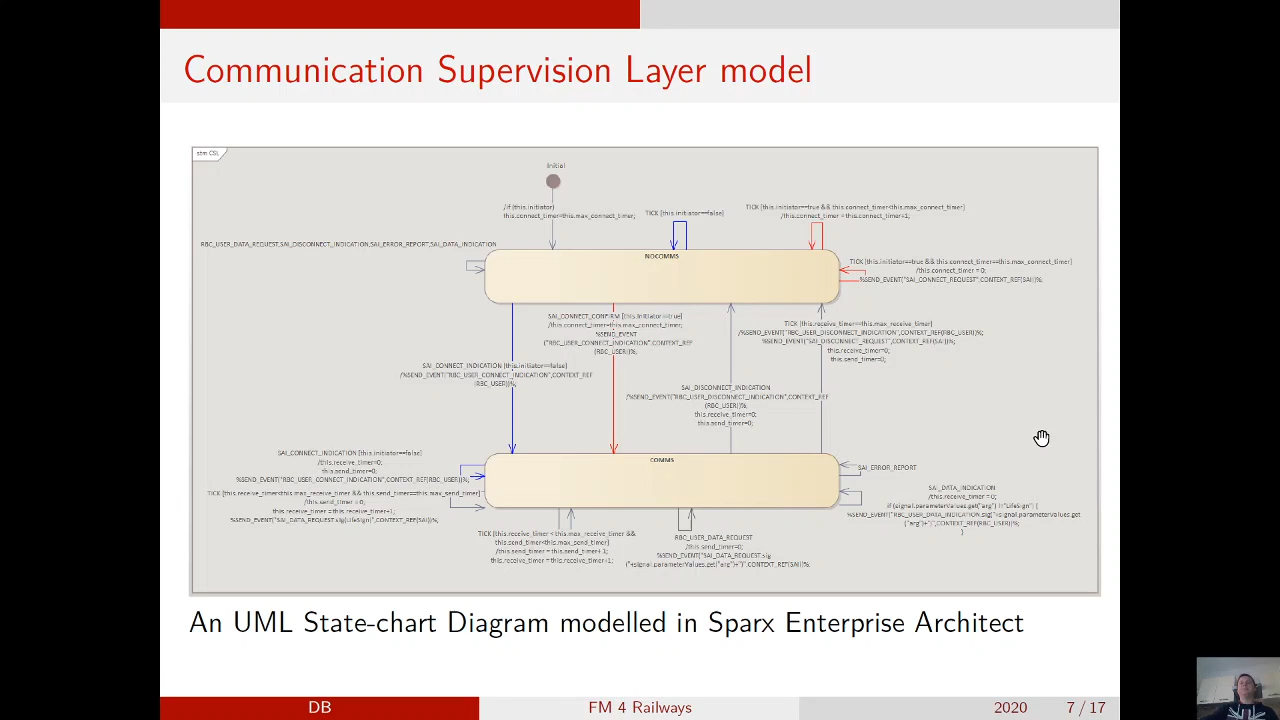 Communication Supervision Layer model
stm CSL
Initial
/if (this.initiator)
this.connect_timer=this.max_connect_timer;
TICK [this.initiator==false]
TICK [this.initiator==true && this.connect_timer<this.max_connect_timer]
/this.connect_timer = this.connect_timer+1;
RBC_USER_DATA_REQUEST,SAI_DISCONNECT_INDICATION,SAI_ERROR_REPORT,SAI_DATA_INDICATION
NOCOMMS
TICK [this.initiator==true && this.connect_timer==this.max_connect_timer]
/this.connect_timer = 0;
%SEND_EVENT("SAI_CONNECT_REQUEST",CONTEXT_REF(SAI))%;
SAI_CONNECT_CONFIRM [this.initiator==true]
/this.connect_timer=this.max_connect_timer;
%SEND_EVENT
("RBC_USER_CONNECT_INDICATION",CONTEXT_REF
(RBC_USER))%;
TICK [this.receive_timer==this.max_receive_timer]
/%SEND_EVENT("RBC_USER_DISCONNECT_INDICATION",CONTEXT_REF(RBC_USER))%;
%SEND_EVENT("SAI_DISCONNECT_REQUEST",CONTEXT_REF(SAI))%;
this.receive_timer=0;
this.send_timer=0;
SAI_CONNECT_INDICATION [this.initiator==false]
/%SEND_EVENT("RBC_USER_CONNECT_INDICATION",CONTEXT_REF
(RBC_USER))%;
SAI_DISCONNECT_INDICATION
/%SEND_EVENT("RBC_USER_DISCONNECT_INDICATION",CONTEXT_REF
(RBC_USER))%;
this.receive_timer=0;
this.send_timer=0;
SAI_CONNECT_INDICATION [this.initiator==false]
/this.receive_timer=0;
this.send_timer=0;
%SEND_EVENT("RBC_USER_CONNECT_INDICATION",CONTEXT_REF(RBC_USER))%;
COMMS
SAI_ERROR_REPORT
TICK [this.receive_timer<this.max_receive_timer && this.send_timer==this.max_send_timer]
/this.send_timer = 0;
this.receive_timer = this.receive_timer+1;
%SEND_EVENT("SAI_DATA_REQUEST.sig(LifeSign)",CONTEXT_REF(SAI))%;
SAI_DATA_INDICATION
/this.receive_timer = 0;
if (signal.parameterValues.get("arg") != "LifeSign") {
%SEND_EVENT("RBC_USER_DATA_INDICATION.sig("+signal.parameterValues.get
("arg")+")",CONTEXT_REF(RBC_USER))%;
}
TICK [this.receive_timer < this.max_receive_timer &&
this.send_timer<this.max_send_timer]
/this.send_timer = this.send_timer+1;
this.receive_timer = this.receive_timer+1;
RBC_USER_DATA_REQUEST
/this.send_timer=0;
%SEND_EVENT("SAI_DATA_REQUEST.sig
("+signal.parameterValues.get("arg")+")",CONTEXT_REF(SAI))%;
An UML State-chart Diagram modelled in Sparx Enterprise Architect
DB
FM 4 Railways
2020
7 / 17